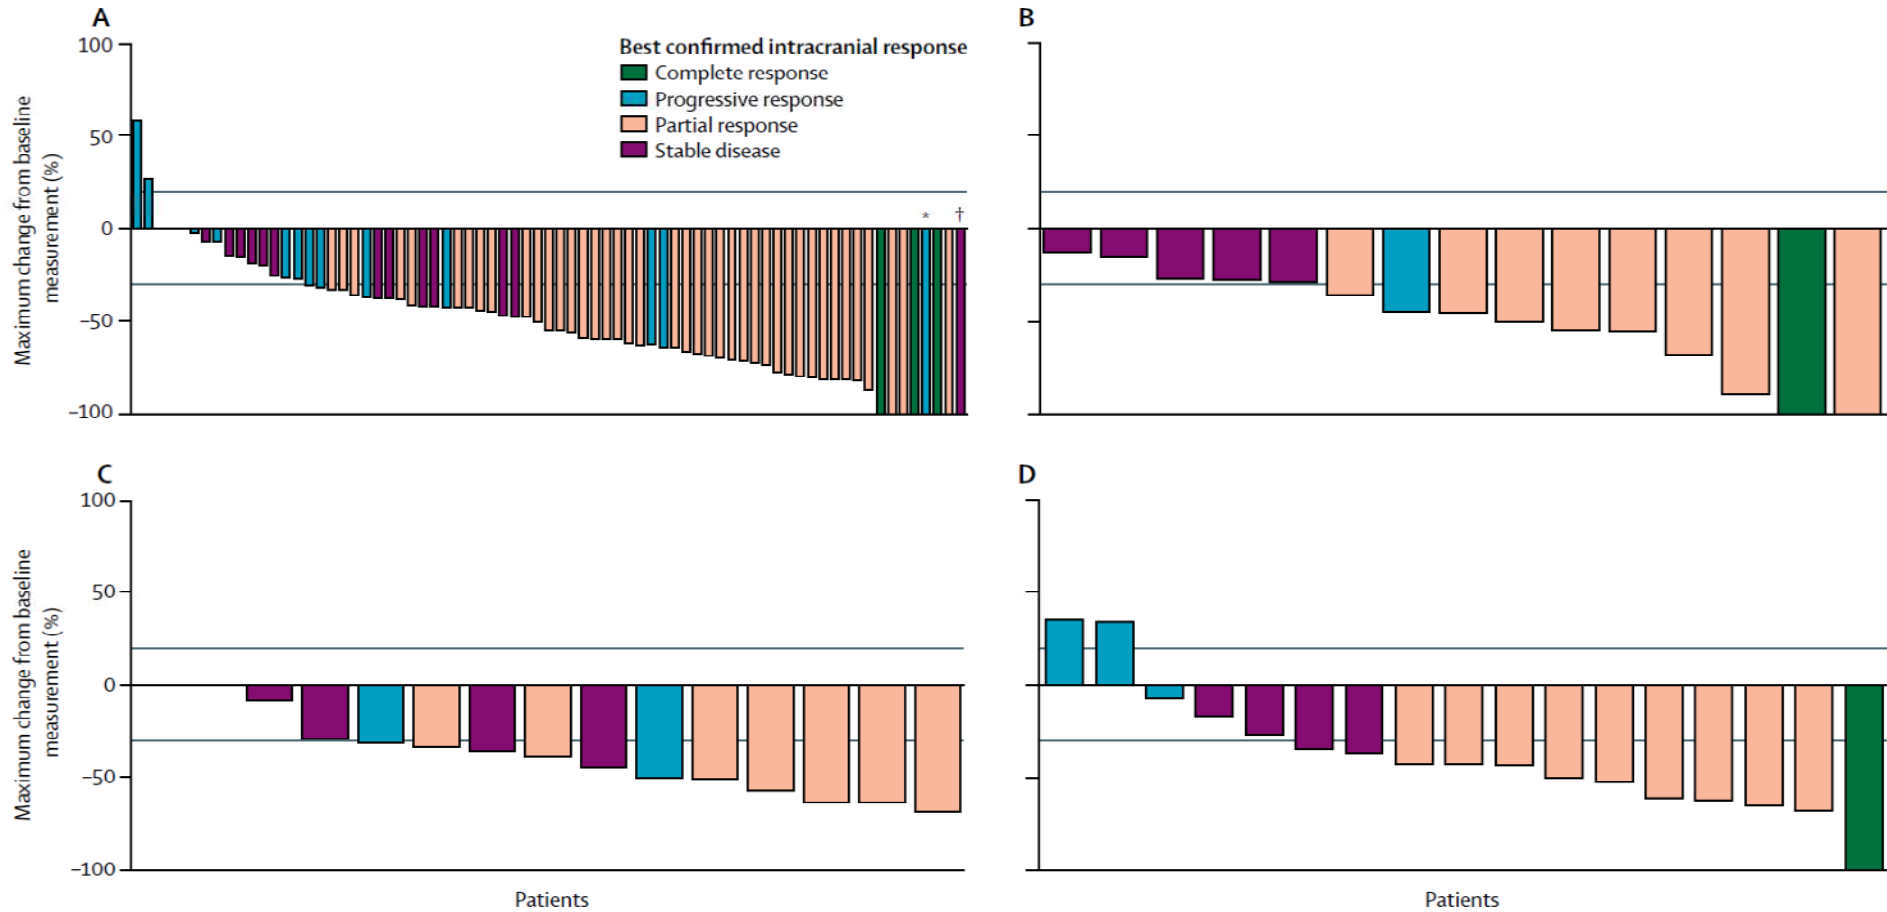 A
100
50
0
−50
−100
Maximum change from baseline
measurement (%)
Best confirmed intracranial response
Complete response
Progressive response
Partial response
Stable disease
*
†
B
C
100
50
0
−50
−100
Maximum change from baseline
measurement (%)
Patients
D
Patients